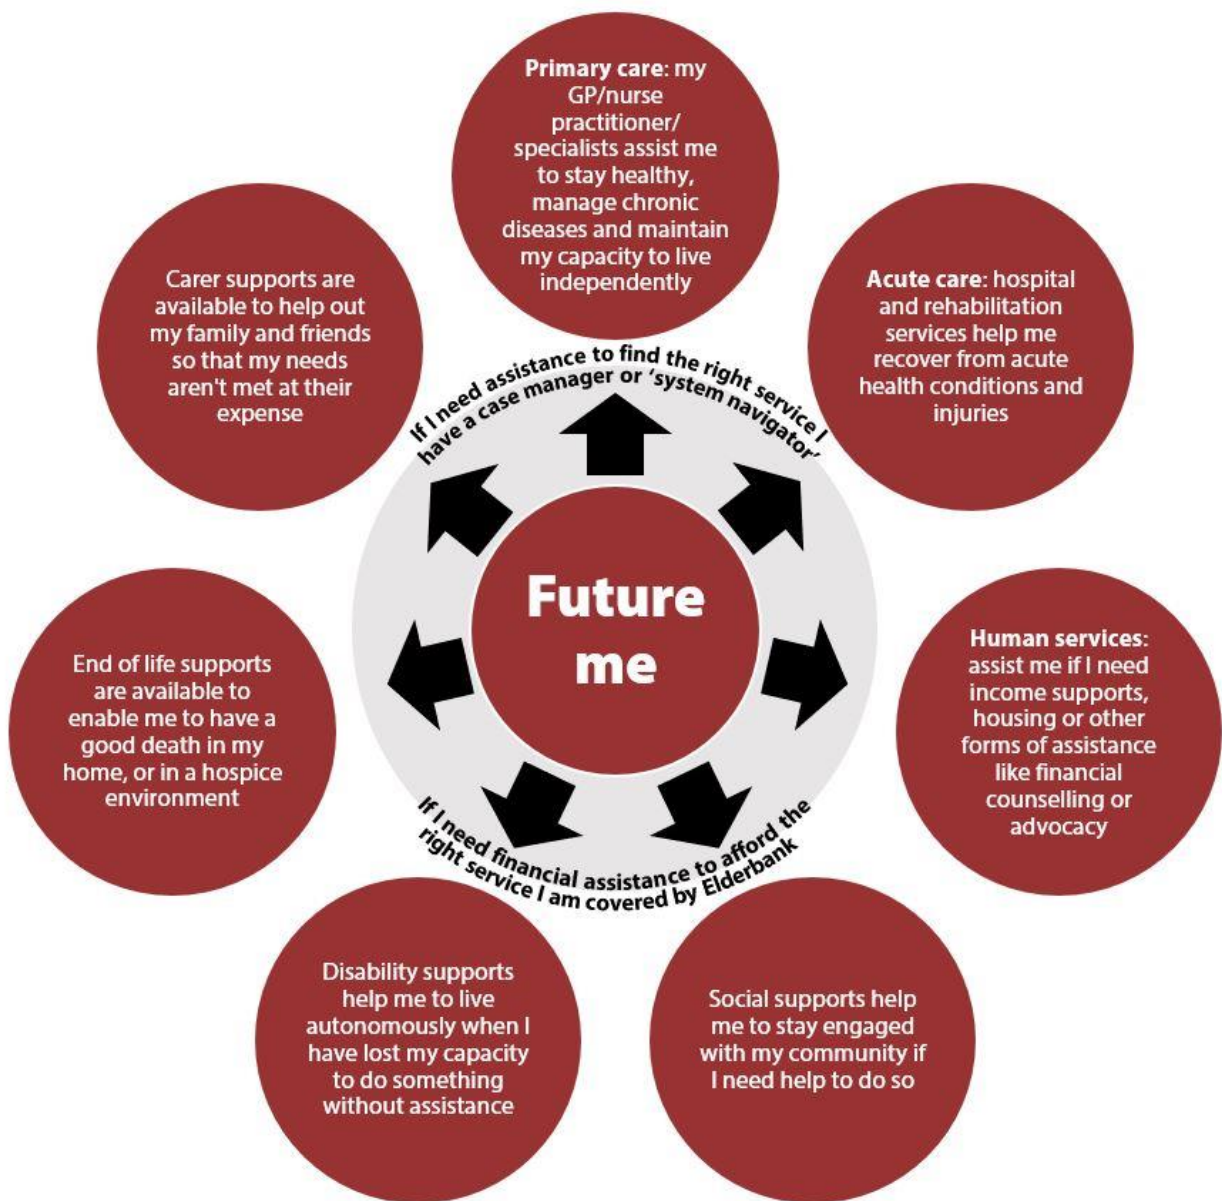 Primary care: my
GP/nurse
practitioner/
specialists assist me
to stay healthy,
manage chronic
diseases and maintain
my capacity to live
independently
Acute care: hospital
and rehabilitation
services help me
recover from acute
health conditions and
injuries
Human services:
assist me if I need
income supports,
housing or other
forms of assistance
like financial
counselling or
advocacy
Social supports help
me to stay engaged
with my community if
I need help to do so
Disability supports
help me to live
autonomously when I
have lost my capacity
to do something
without assistance
End of life supports
are available to
enable me to have a
good death in my
home, or in a hospice
environment
Carer supports are
available to help out
my family and friends
so that my needs
aren't met at their
expense
If I need assistance to find the right service I
have a case manager or ‘system navigator’
Future
me
If I need financial assistance to afford the
right service I am covered by Elderbank